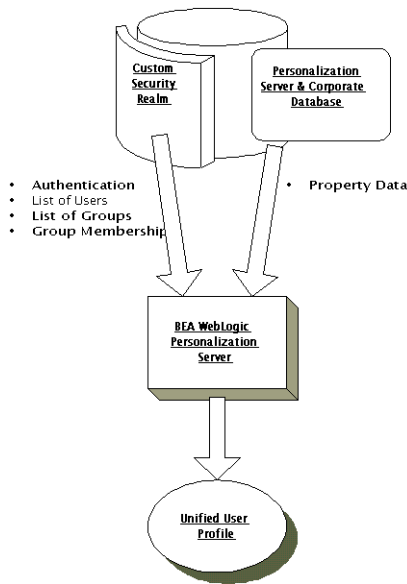 Custom
Security
Realm
Personalization
Server & Corporate
Database
• Authentication
• List of Users
• List of Groups
• Group Membership
• Property Data
BEA WebLogic
Personalization
Server
Unified User
Profile